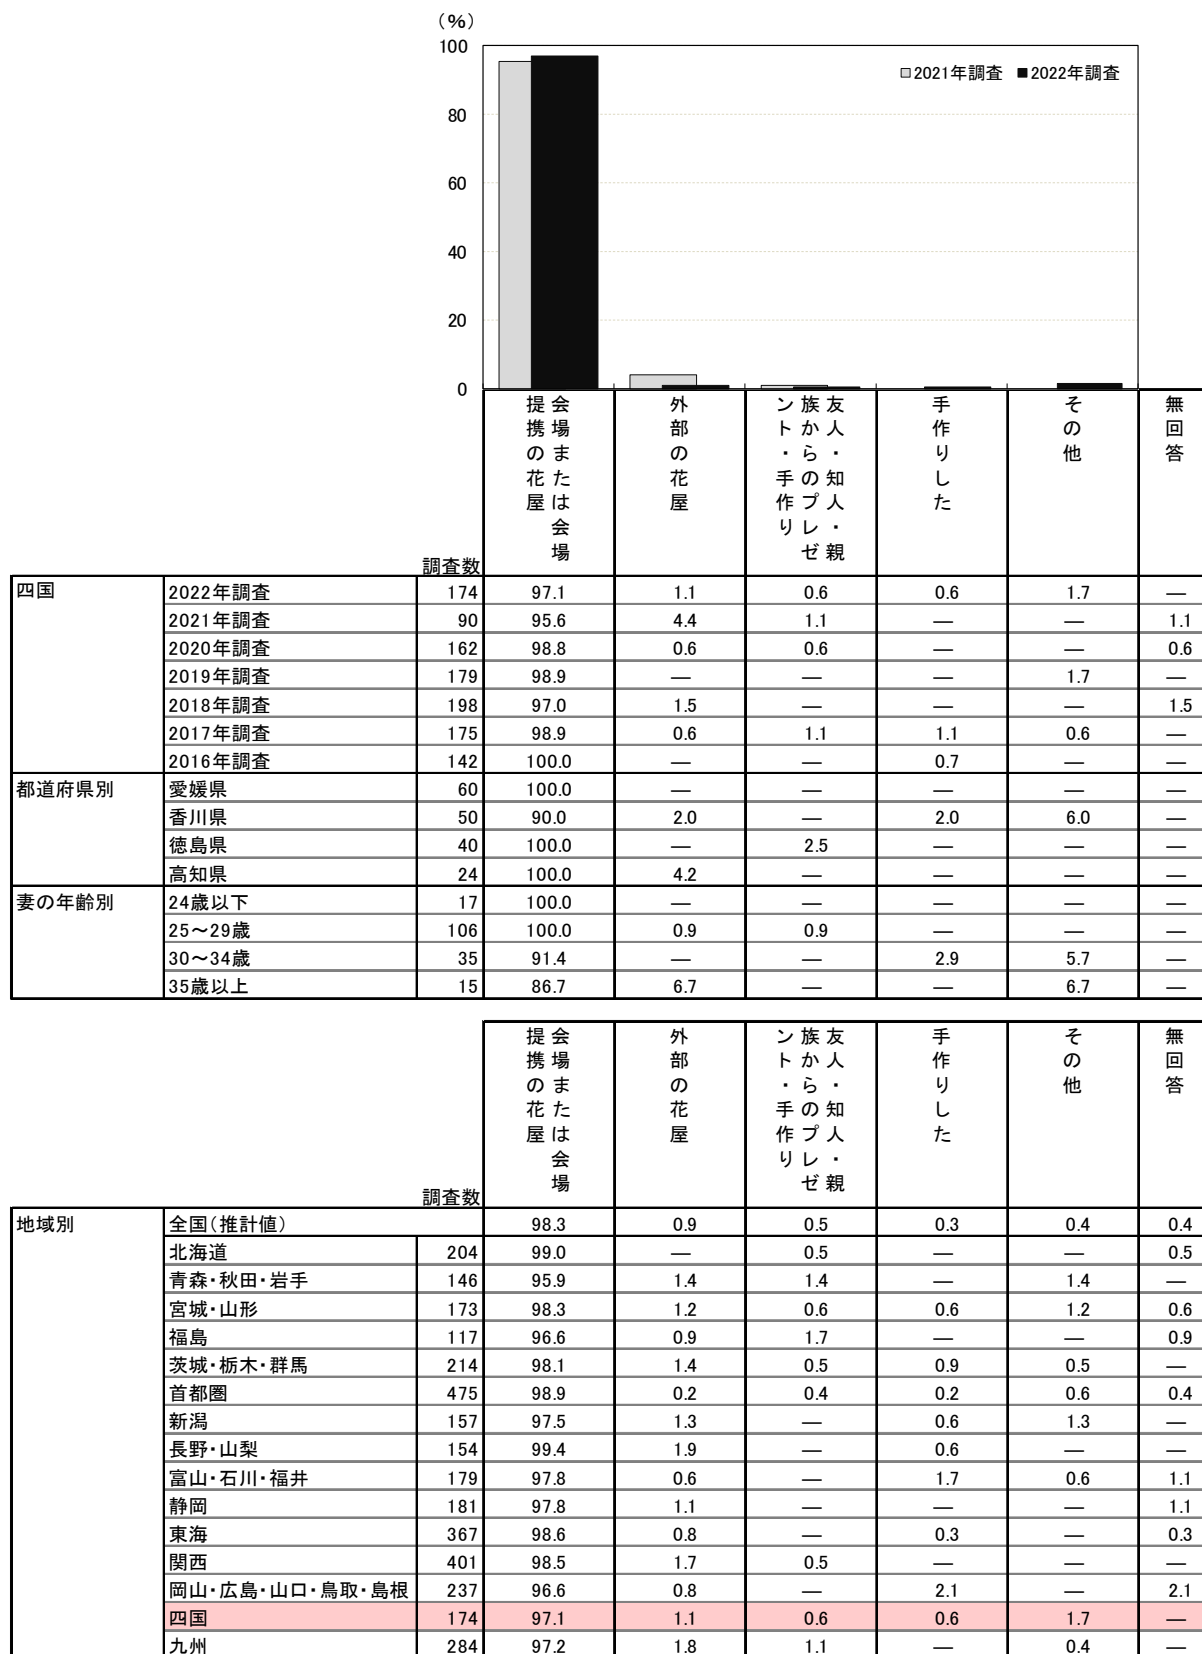 (%)
100
80
60
40
20
0
2021年調査 2022年調査
調査数 会場または会場提携の花屋 外部の花屋 友人・知人・親族からのプレゼント・手作り 手作りした その他 無回答
四国 2022年調査 174 97.1 1.1 0.6 0.6 1.7 —
2021年調査 90 95.6 4.4 1.1 — — 1.1
2020年調査 162 98.8 0.6 0.6 — — 0.6
2019年調査 179 98.9 — — — 1.7 —
2018年調査 198 97.0 1.5 — — — 1.5
2017年調査 175 98.9 0.6 1.1 1.1 0.6 —
2016年調査 142 100.0 — — 0.7 — —
都道府県別 愛媛県 60 100.0 — — — — —
香川県 50 90.0 2.0 — 2.0 6.0 —
徳島県 40 100.0 — 2.5 — — —
高知県 24 100.0 4.2 — — — —
妻の年齢別 24歳以下 17 100.0 — — — — —
25～29歳 106 100.0 0.9 0.9 — — —
30～34歳 35 91.4 — — 2.9 5.7 —
35歳以上 15 86.7 6.7 — — 6.7 —
調査数 会場または会場提携の花屋 外部の花屋 友人・知人・親族からのプレゼント・手作り 手作りした その他 無回答
地域別 全国(推計値) 98.3 0.9 0.5 0.3 0.4 0.4
北海道 204 99.0 — 0.5 — — 0.5
青森・秋田・岩手 146 95.9 1.4 1.4 — 1.4 —
宮城・山形 173 98.3 1.2 0.6 0.6 1.2 0.6
福島 117 96.6 0.9 1.7 — — 0.9
茨城・栃木・群馬 214 98.1 1.4 0.5 0.9 0.5 —
首都圏 475 98.9 0.2 0.4 0.2 0.6 0.4
新潟 157 97.5 1.3 — 0.6 1.3 —
長野・山梨 154 99.4 1.9 — 0.6 — —
富山・石川・福井 179 97.8 0.6 — 1.7 0.6 1.1
静岡 181 97.8 1.1 — — — 1.1
東海 367 98.6 0.8 — 0.3 — 0.3
関西 401 98.5 1.7 0.5 — — —
岡山・広島・山口・鳥取・島根 237 96.6 0.8 — 2.1 — 2.1
四国 174 97.1 1.1 0.6 0.6 1.7 —
九州 284 97.2 1.8 1.1 — 0.4 —